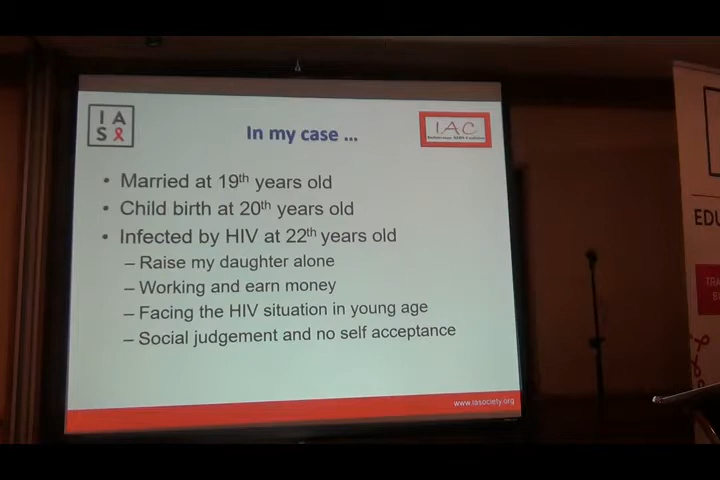 I A
S
In my case ...
IAC
• Married at 19th years old
• Child birth at 20th years old
• Infected by HIV at 22th years old
– Raise my daughter alone
– Working and earn money
– Facing the HIV situation in young age
– Social judgement and no self acceptance
www.iasociety.org
EDU
TRA